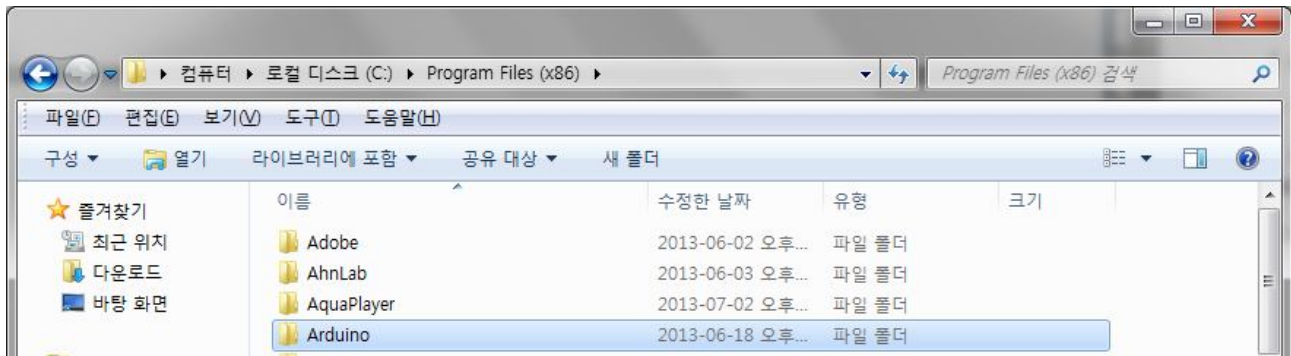 컴퓨터 ▸ 로컬 디스크 (C:) ▸ Program Files (x86) ▸ Program Files (x86) 검색
파일(F) 편집(E) 보기(V) 도구(T) 도움말(H)
구성 ▼ 열기 라이브러리에 포함 ▼ 공유 대상 ▼ 새 폴더
즐겨찾기
최근 위치
다운로드
바탕 화면
이름 수정한 날짜 유형 크기
Adobe 2013-06-02 오후... 파일 폴더
AhnLab 2013-06-03 오후... 파일 폴더
AquaPlayer 2013-07-02 오후... 파일 폴더
Arduino 2013-06-18 오후... 파일 폴더